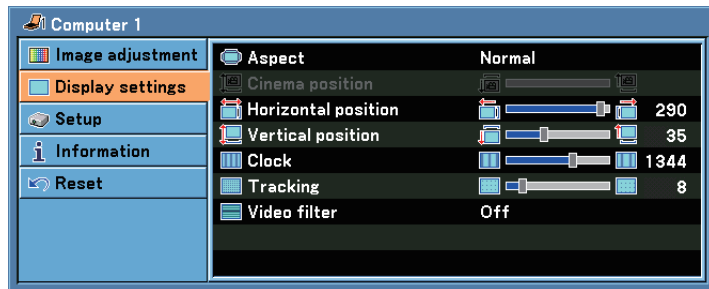 Computer 1
Image adjustment
Display settings
Setup
Information
Reset
Aspect Normal
Cinema position
Horizontal position 290
Vertical position 35
Clock 1344
Tracking 8
Video filter Off